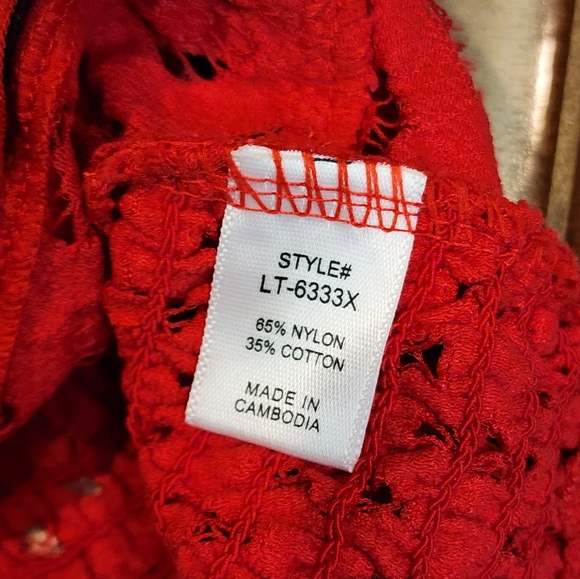 STYLE#
LT-6333X
65% NYLON
35% COTTON
MADE IN
CAMBODIA